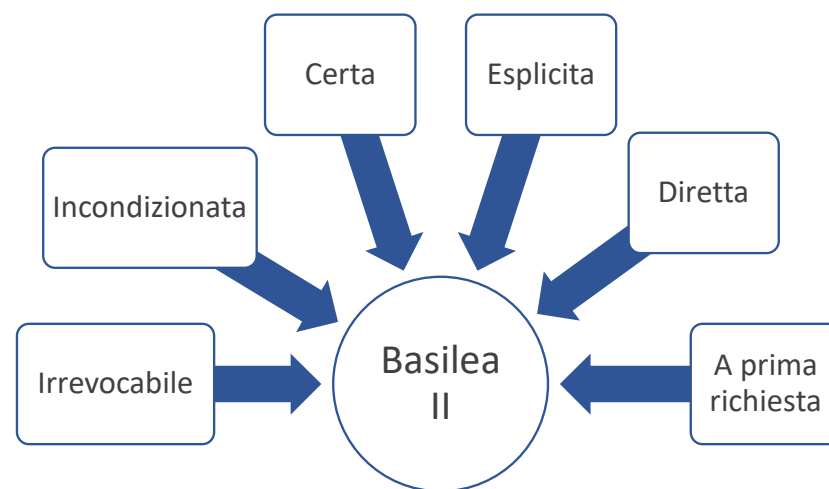 Certa
Esplicita
Incondizionata
Diretta
Irrevocabile
Basilea
II
A prima
richiesta